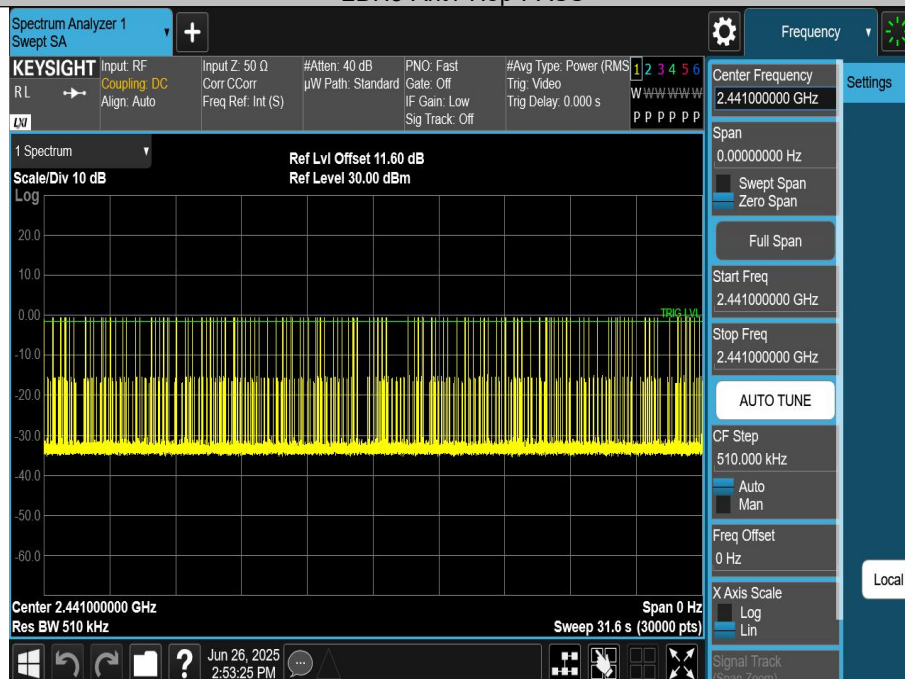 Spectrum Analyzer 1
Swept SA
+
Frequency
KEYSIGHT
RL
LXI
Input: RF
Coupling: DC
Align: Auto
Input Z: 50 Ω
Corr CCorr
Freq Ref: Int (S)
#Atten: 40 dB
µW Path: Standard
PNO: Fast
Gate: Off
IF Gain: Low
Sig Track: Off
#Avg Type: Power (RMS
Trig: Video
Trig Delay: 0.000 s
1 2 3 4 5 6
W W W W W W
P P P P P P
1 Spectrum
Scale/Div 10 dB
Ref Lvl Offset 11.60 dB
Ref Level 30.00 dBm
Log
20.0
10.0
0.00
TRIG LVL
-10.0
-20.0
-30.0
-40.0
-50.0
-60.0
Center 2.441000000 GHz
Res BW 510 kHz
Span 0 Hz
Sweep 31.6 s (30000 pts)
Center Frequency
2.441000000 GHz
Settings
Span
0.00000000 Hz
Swept Span
Zero Span
Full Span
Start Freq
2.441000000 GHz
Stop Freq
2.441000000 GHz
AUTO TUNE
CF Step
510.000 kHz
Auto
Man
Freq Offset
0 Hz
Local
X Axis Scale
Log
Lin
Signal Track
(Span Zoom)
?
Jun 26, 2025
2:53:25 PM